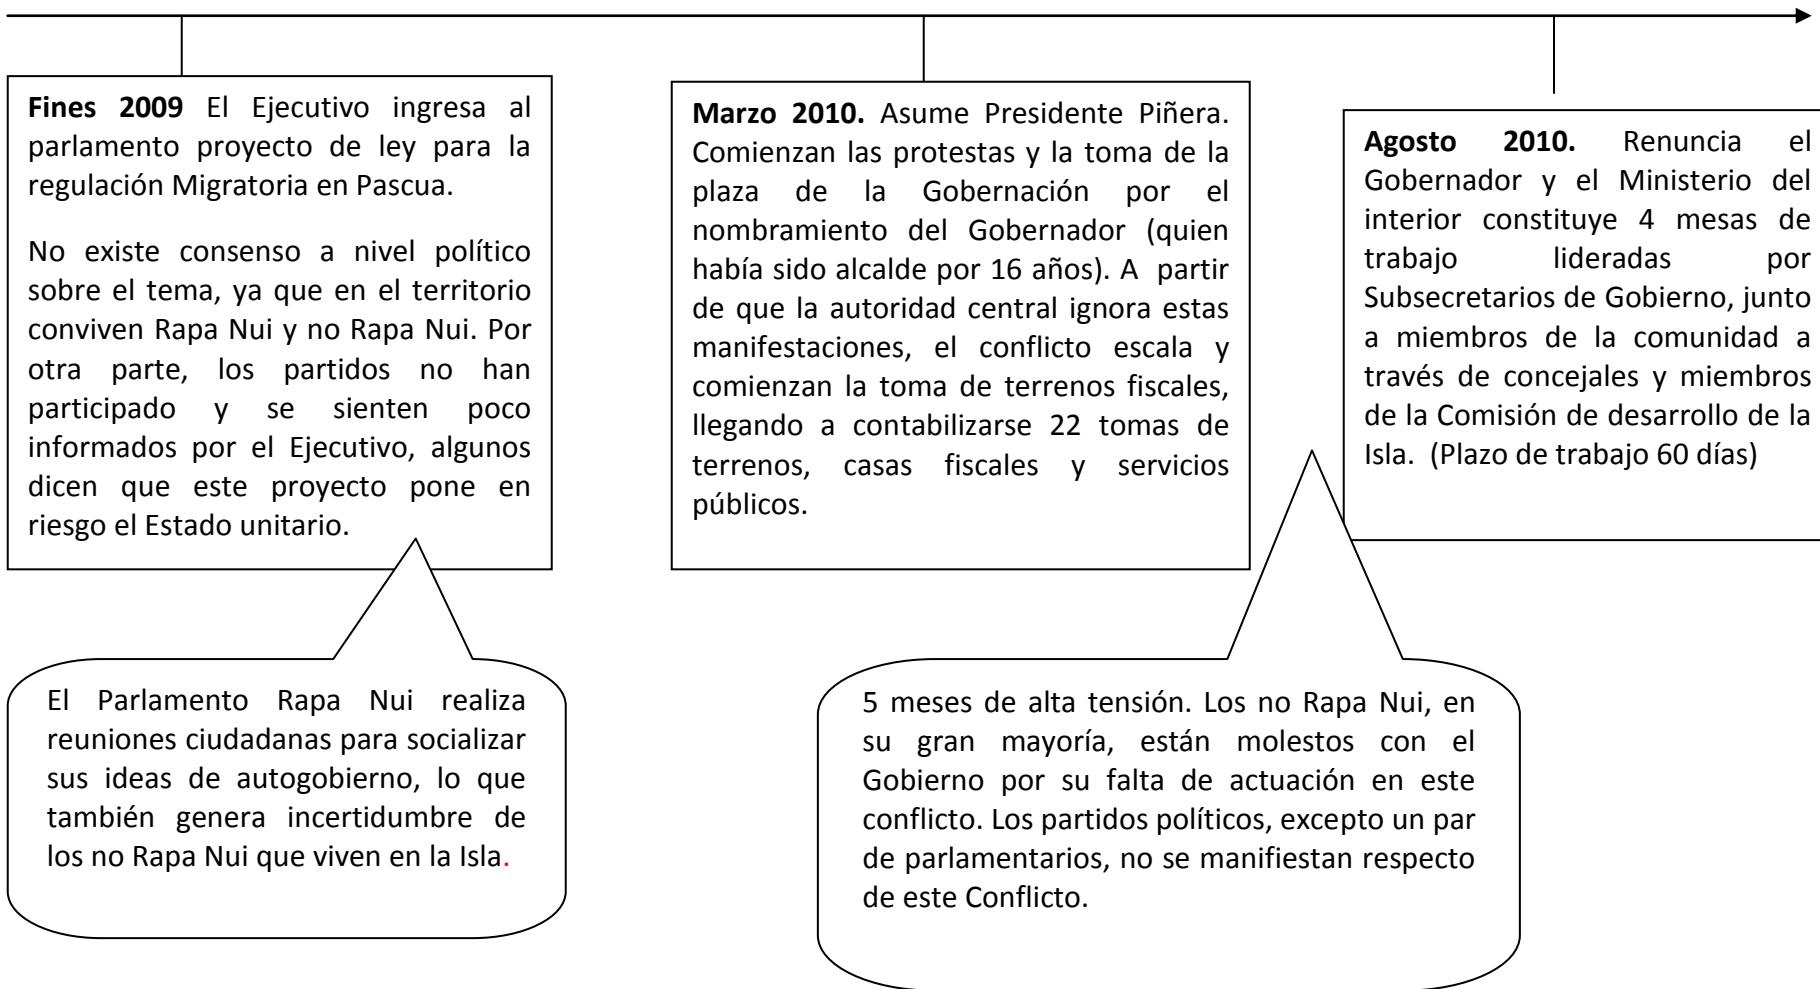 Fines 2009 El Ejecutivo ingresa al
parlamento proyecto de ley para la
regulación Migratoria en Pascua.
No existe consenso a nivel político
sobre el tema, ya que en el territorio
conviven Rapa Nui y no Rapa Nui. Por
otra parte, los partidos no han
participado y se sienten poco
informados por el Ejecutivo, algunos
dicen que este proyecto pone en
riesgo el Estado unitario.
Marzo 2010. Asume Presidente Piñera.
Comienzan las protestas y la toma de la
plaza de la Gobernación por el
nombramiento del Gobernador (quien
había sido alcalde por 16 años). A partir
de que la autoridad central ignora estas
manifestaciones, el conflicto escala y
comienzan la toma de terrenos fiscales,
llegando a contabilizarse 22 tomas de
terrenos, casas fiscales y servicios
públicos.
Agosto 2010. Renuncia el
Gobernador y el Ministerio del
interior constituye 4 mesas de
trabajo lideradas por
Subsecretarios de Gobierno, junto
a miembros de la comunidad a
través de concejales y miembros
de la Comisión de desarrollo de la
Isla. (Plazo de trabajo 60 días)
El Parlamento Rapa Nui realiza
reuniones ciudadanas para socializar
sus ideas de autogobierno, lo que
también genera incertidumbre de
los no Rapa Nui que viven en la Isla.
5 meses de alta tensión. Los no Rapa Nui, en
su gran mayoría, están molestos con el
Gobierno por su falta de actuación en este
conflicto. Los partidos políticos, excepto un par
de parlamentarios, no se manifiestan respecto
de este Conflicto.